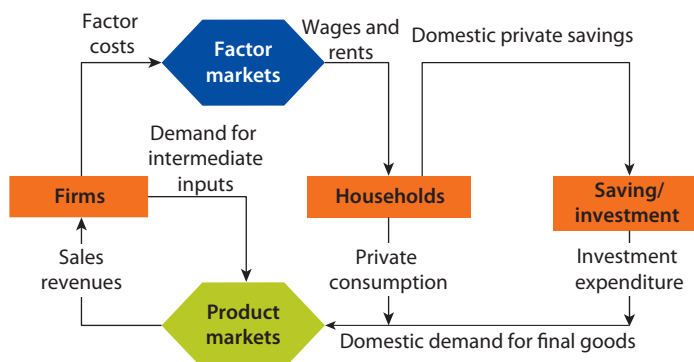 Factor
costs
Factor
markets
Wages and
rents
Domestic private savings
Demand for
intermediate
inputs
Firms
Households
Saving/
investment
Sales
revenues
Private
consumption
Investment
expenditure
Product
markets
Domestic demand for final goods